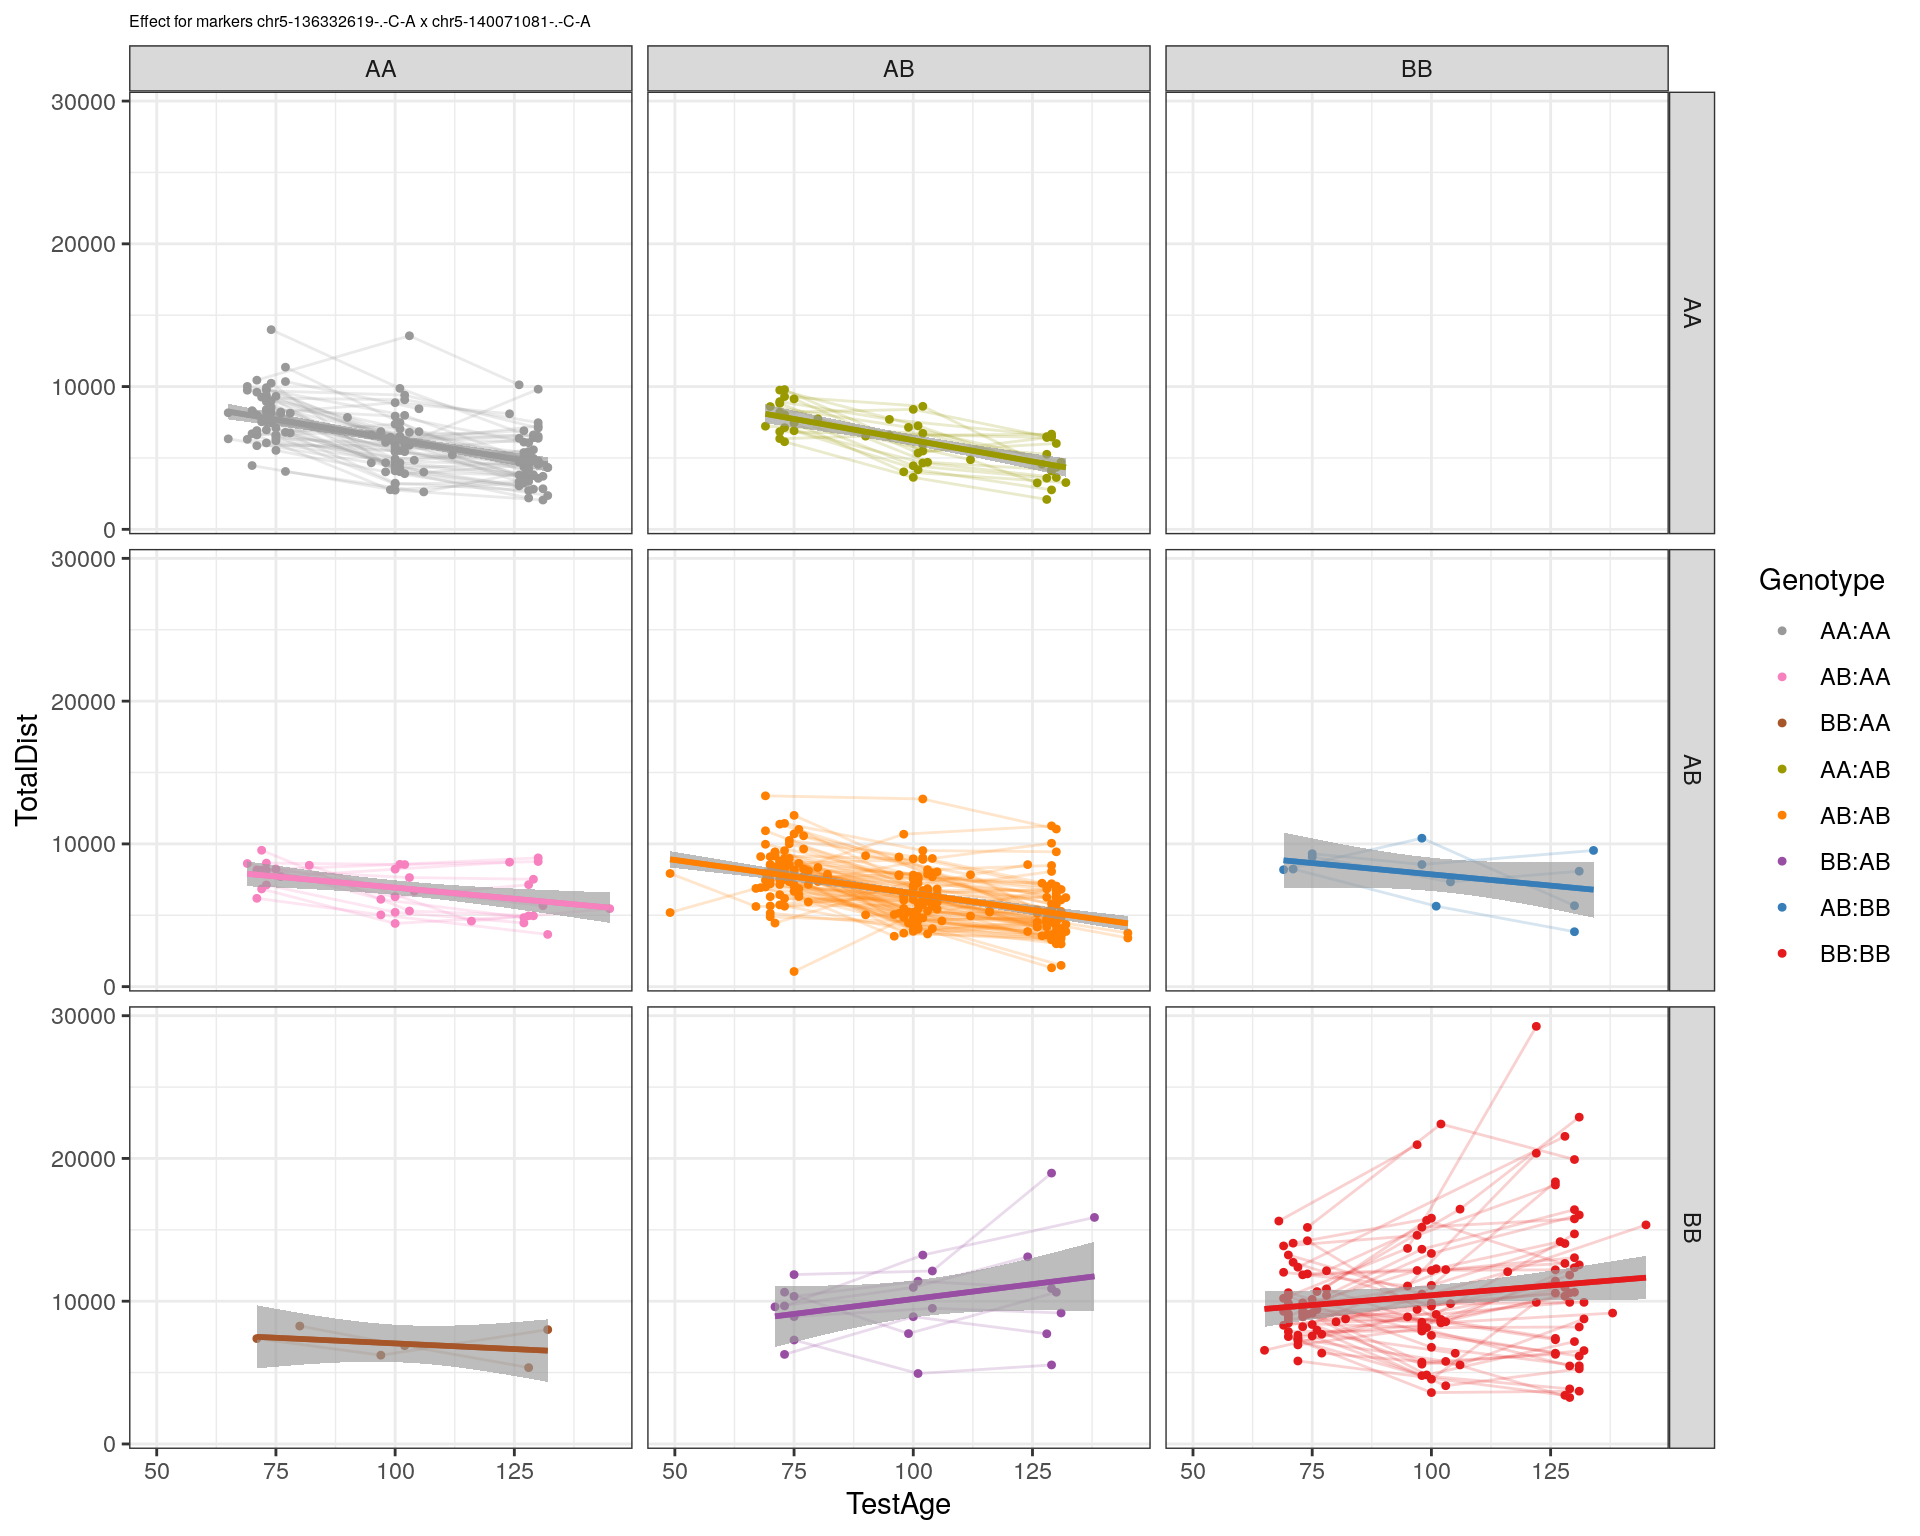 Effect for markers chr5-136332619-.-C-A x chr5-140071081-.-C-A
AA
AB
BB
30000
20000
10000
0
AA
30000
20000
10000
0
AB
30000
20000
10000
0
BB
50
75
100
125
50
75
100
125
50
75
100
125
TestAge
TotalDist
Genotype
AA:AA
AB:AA
BB:AA
AA:AB
AB:AB
BB:AB
AB:BB
BB:BB